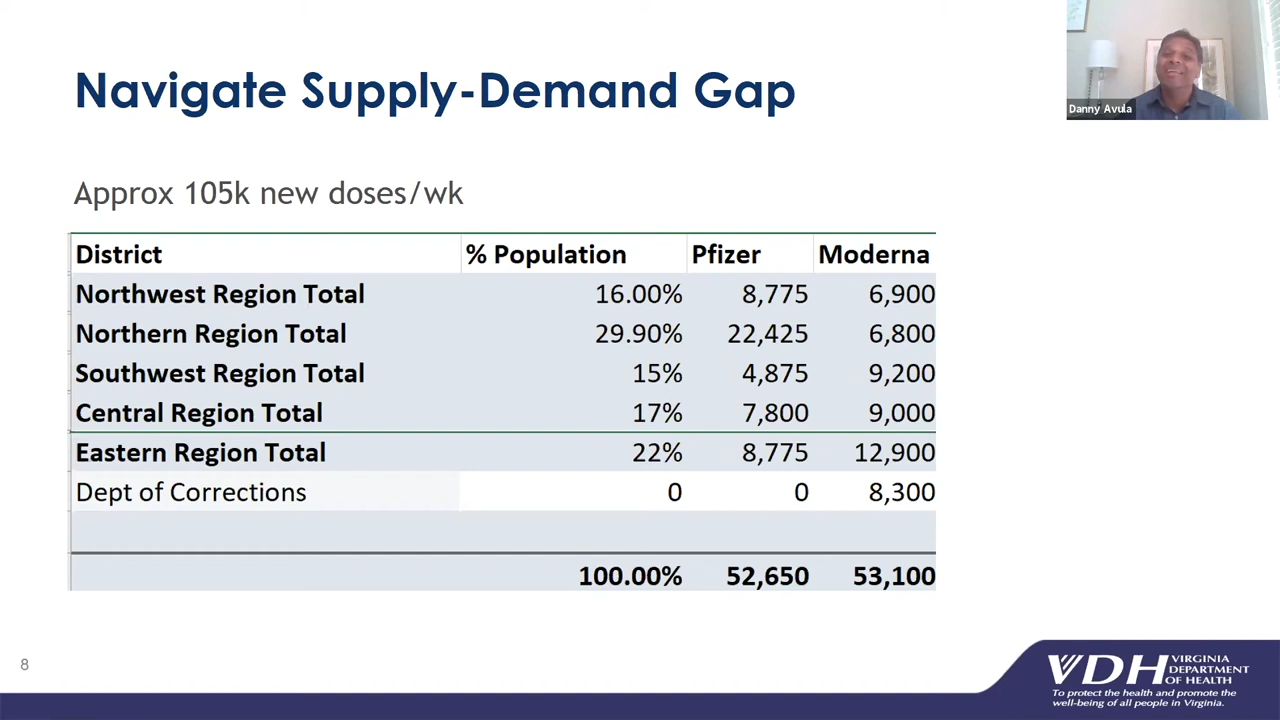 Navigate Supply-Demand Gap
Danny Avula
Approx 105k new doses/wk
District % Population Pfizer Moderna
Northwest Region Total 16.00% 8,775 6,900
Northern Region Total 29.90% 22,425 6,800
Southwest Region Total 15% 4,875 9,200
Central Region Total 17% 7,800 9,000
Eastern Region Total 22% 8,775 12,900
Dept of Corrections 0 0 8,300
100.00% 52,650 53,100
8
VDH VIRGINIA
DEPARTMENT
OF HEALTH
To protect the health and promote the
well-being of all people in Virginia.